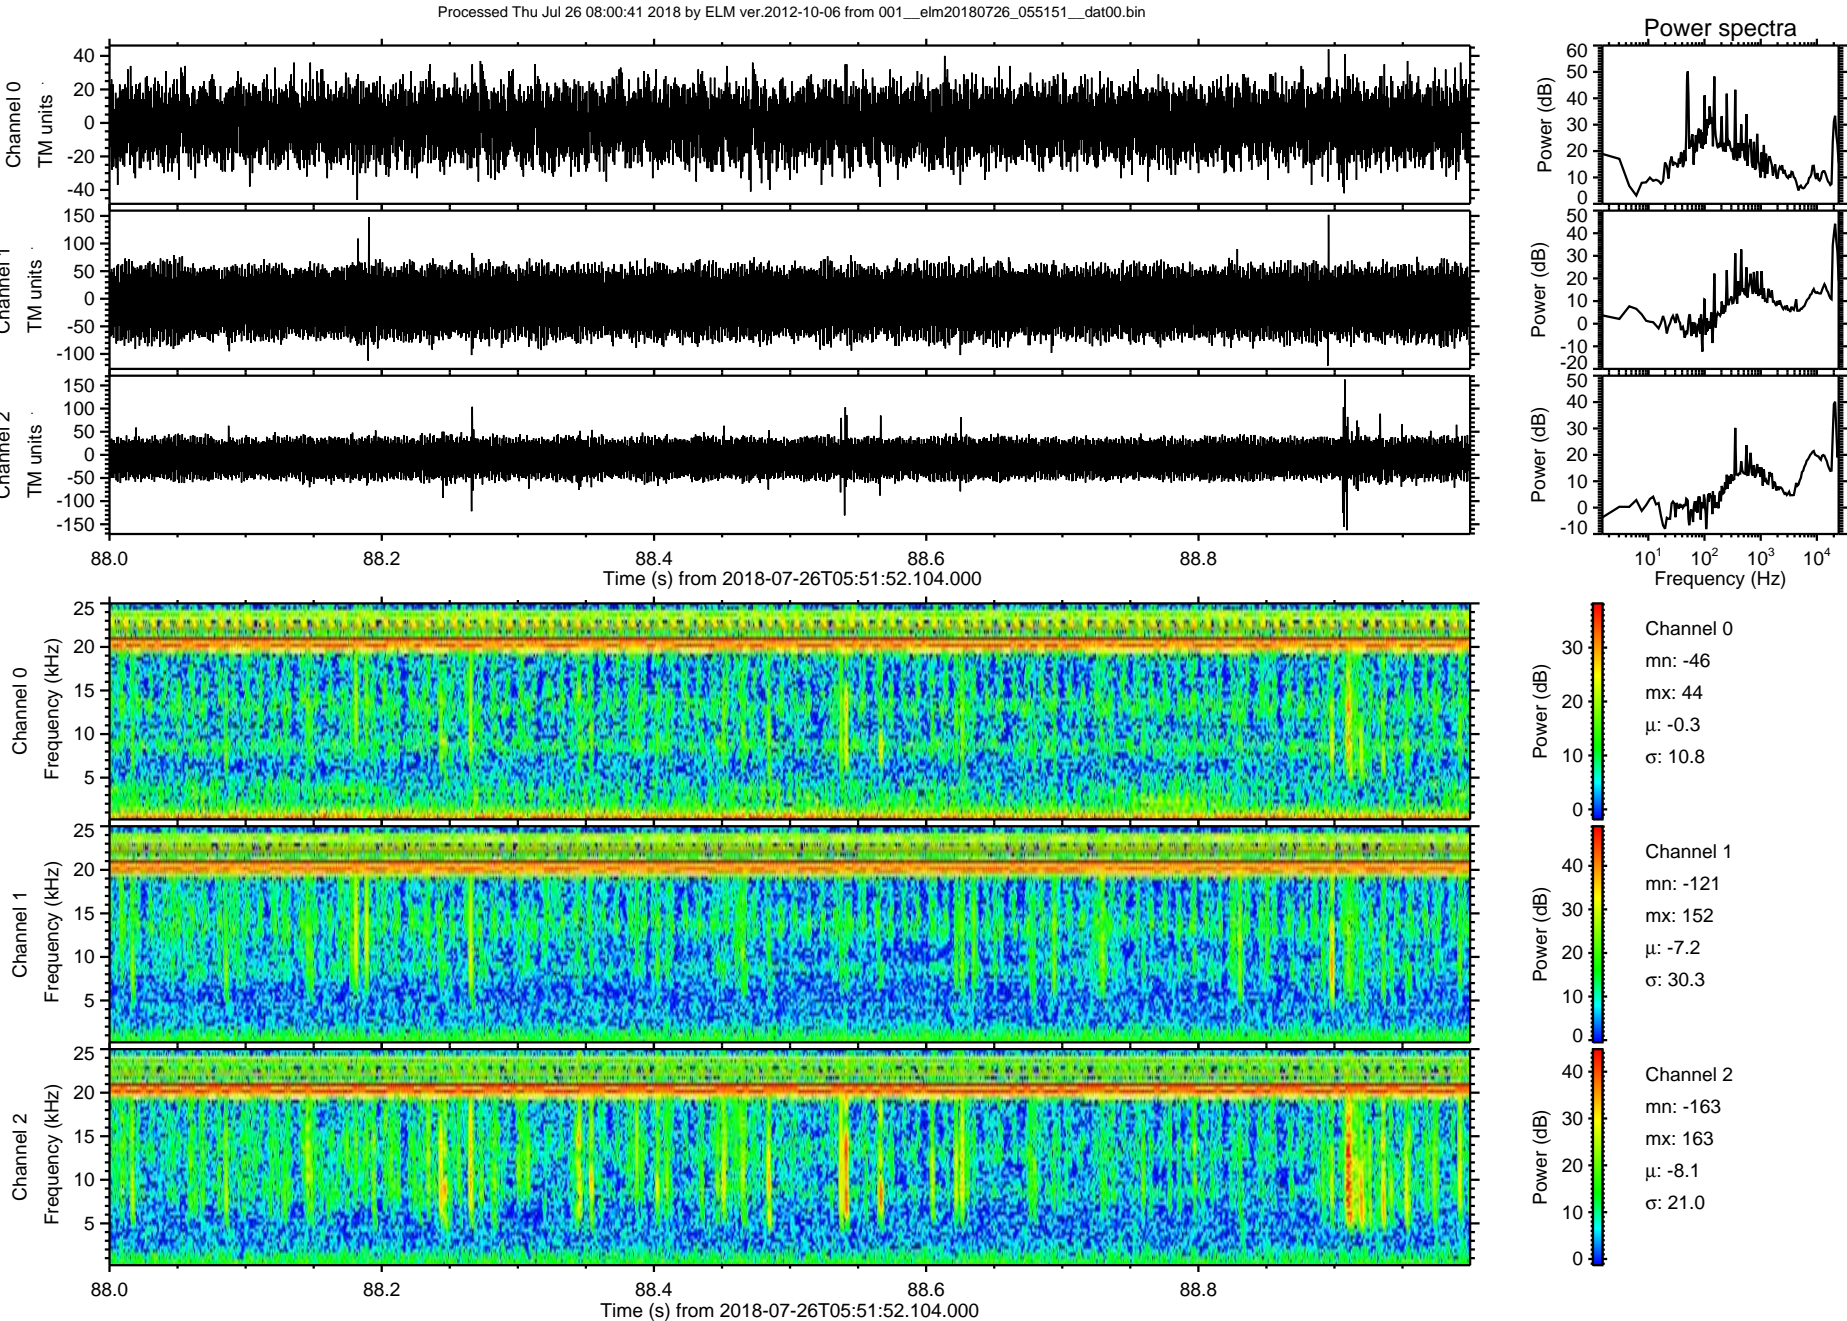 Processed Thu Jul 26 08:00:41 2018 by ELM ver.2012-10-06 from 001__elm20180726_055151__dat00.bin
Power spectra
Channel 0
TM units
40
20
0
-20
-40
Power (dB)
60
50
40
30
20
10
0
Channel 1
TM units
150
100
50
0
-50
-100
Power (dB)
50
40
30
20
10
0
-10
-20
Channel 2
TM units
150
100
50
0
-50
-100
-150
Power (dB)
50
40
30
20
10
0
-10
88.0 88.2 88.4 88.6 88.8
Time (s) from 2018-07-26T05:51:52.104.000
10¹ 10² 10³ 10⁴
Frequency (Hz)
Channel 0
Frequency (kHz)
25
20
15
10
5
Power (dB)
30
20
10
0
Channel 0
mn: -46
mx: 44
μ: -0.3
σ: 10.8
Channel 1
Frequency (kHz)
25
20
15
10
5
Power (dB)
40
30
20
10
0
Channel 1
mn: -121
mx: 152
μ: -7.2
σ: 30.3
Channel 2
Frequency (kHz)
25
20
15
10
5
Power (dB)
40
30
20
10
0
Channel 2
mn: -163
mx: 163
μ: -8.1
σ: 21.0
88.0 88.2 88.4 88.6 88.8
Time (s) from 2018-07-26T05:51:52.104.000